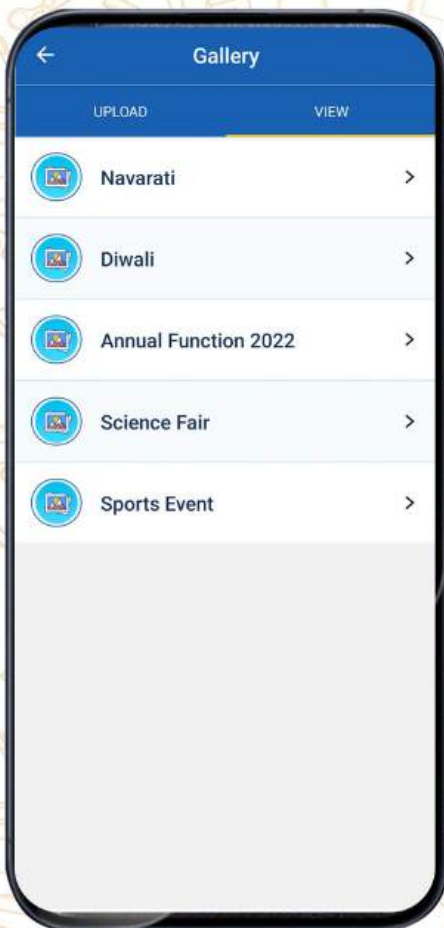 Gallery
UPLOAD VIEW
Navarati
Diwali
Annual Function 2022
Science Fair
Sports Event